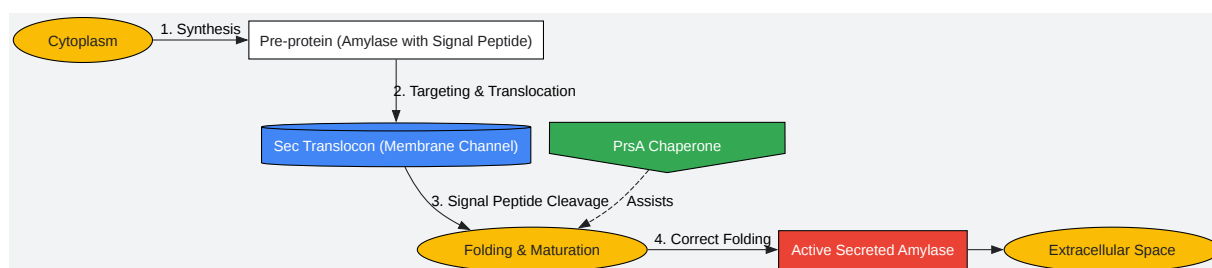 Cytoplasm
1. Synthesis
Pre-protein (Amylase with Signal Peptide)
2. Targeting & Translocation
Sec Translocon (Membrane Channel)
PrsA Chaperone
3. Signal Peptide Cleavage
Assists
Folding & Maturation
4. Correct Folding
Active Secreted Amylase
Extracellular Space